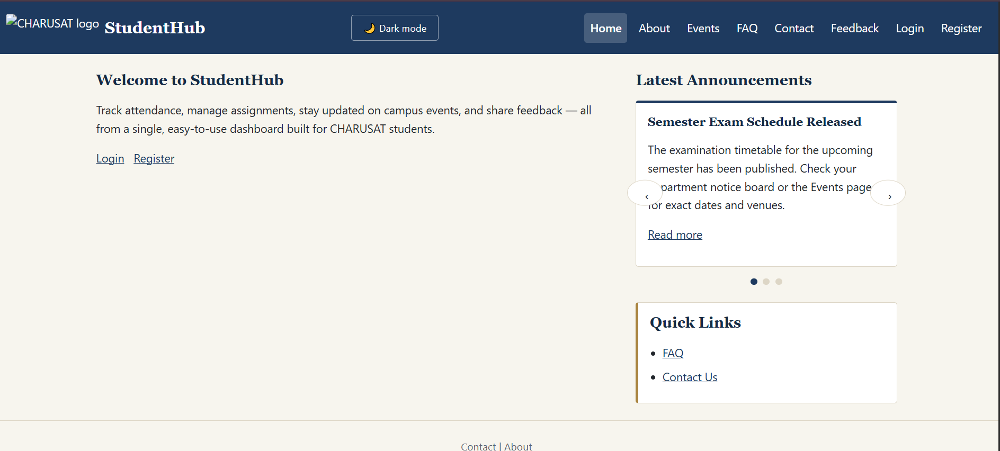 CHARUSAT logo StudentHub
🌙 Dark mode
Home About Events FAQ Contact Feedback Login Register
Welcome to StudentHub
Track attendance, manage assignments, stay updated on campus events, and share feedback — all
from a single, easy-to-use dashboard built for CHARUSAT students.
Login Register
Latest Announcements
Semester Exam Schedule Released
The examination timetable for the upcoming
semester has been published. Check your
partment notice board or the Events page
for exact dates and venues.
‹ ›
Read more
Quick Links
• FAQ
• Contact Us
Contact | About